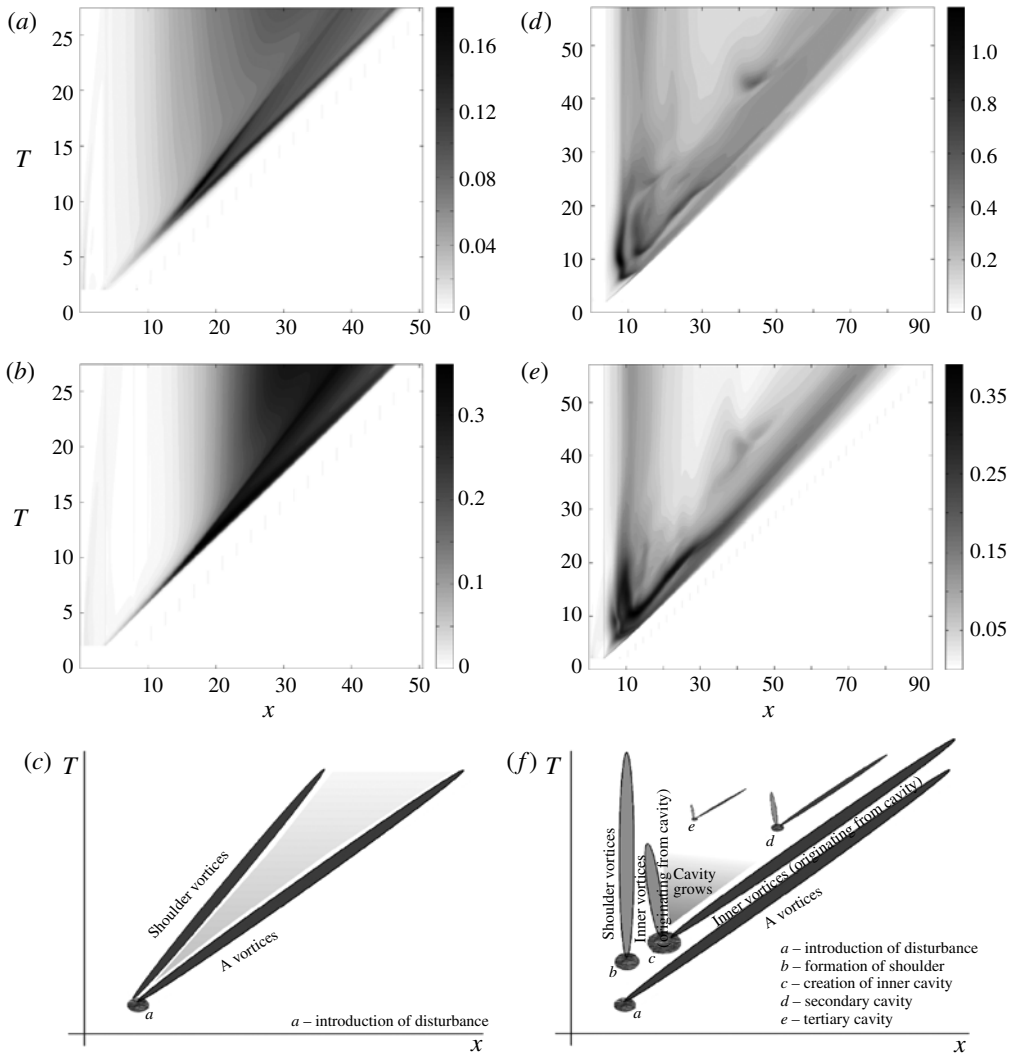 (a)
25
20
T
15
10
5
0
10
20
30
40
50
0.16
0.12
0.08
0.04
0
(d)
50
40
30
20
10
0
10
30
50
70
90
1.0
0.8
0.6
0.4
0.2
0
(b)
25
20
T
15
10
5
0
10
20
30
40
50
x
0.3
0.2
0.1
0
(e)
50
40
30
20
10
0
10
30
50
70
90
x
0.35
0.25
0.15
0.05
(c)
T
Shoulder vortices
Λ vortices
a
a – introduction of disturbance
x
(f)
T
Shoulder vortices
Inner vortices
(originating from cavity)
Cavity
grows
Inner vortices (originating from cavity)
Λ vortices
e
d
b
c
a
a – introduction of disturbance
b – formation of shoulder
c – creation of inner cavity
d – secondary cavity
e – tertiary cavity
x